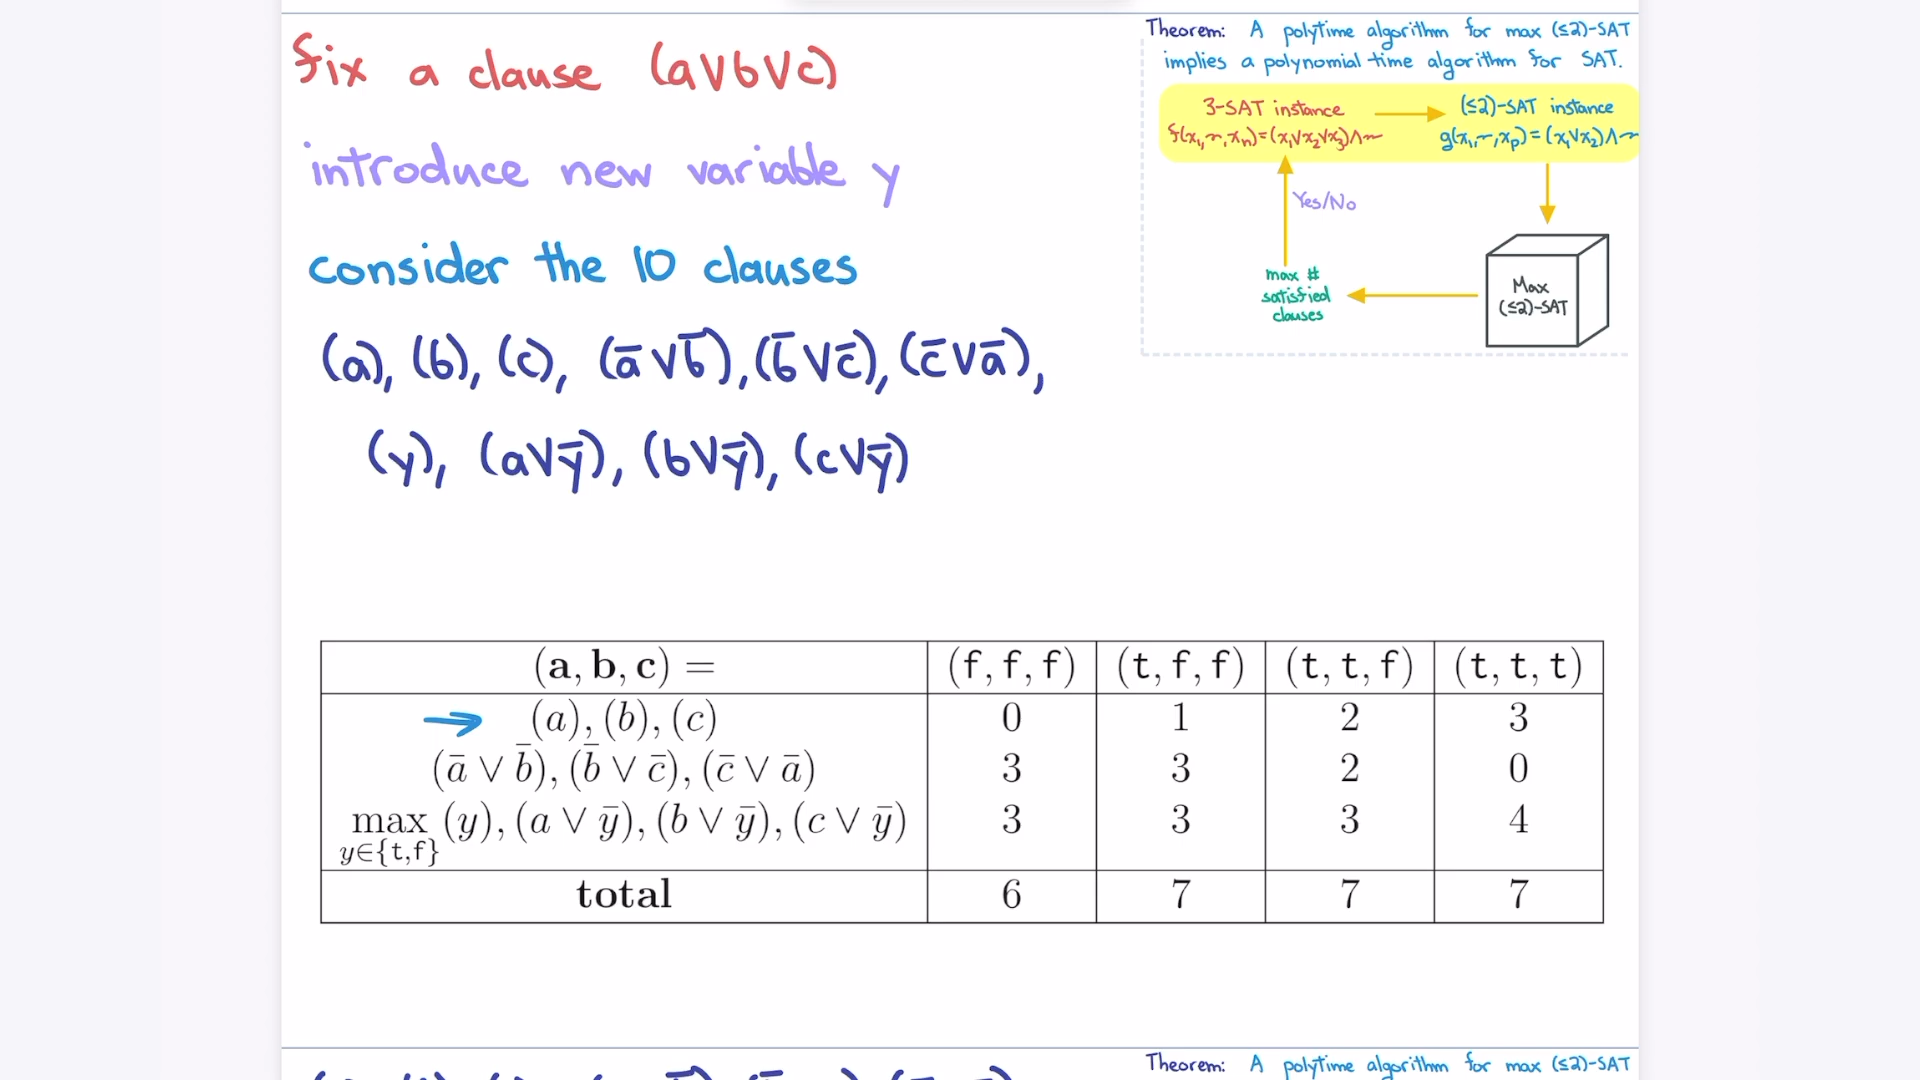 fix a clause (a∨b∨c)
introduce new variable y
consider the 10 clauses
(a), (b), (c), (ā∨b̄), (b̄∨c̄), (c̄∨ā),
(y), (a∨ȳ), (b∨ȳ), (c∨ȳ)
Theorem: A polytime algorithm for max (≤2)-SAT
implies a polynomial time algorithm for SAT.
3-SAT instance
f(x₁,~,xₙ)=(x₁∨x₂∨x₃)∧~
(≤2)-SAT instance
g(x₁,~,xₚ)=(x₁∨x₂)∧~
Yes/No
max #
satisfied
clauses
Max
(≤2)-SAT
(a, b, c) = (f, f, f) (t, f, f) (t, t, f) (t, t, t)
→ (a), (b), (c) 0 1 2 3
(ā ∨ b̄), (b̄ ∨ c̄), (c̄ ∨ ā) 3 3 2 0
max (y), (a ∨ ȳ), (b ∨ ȳ), (c ∨ ȳ) 3 3 3 4
y∈{t,f}
total 6 7 7 7
Theorem: A polytime algorithm for max (≤2)-SAT